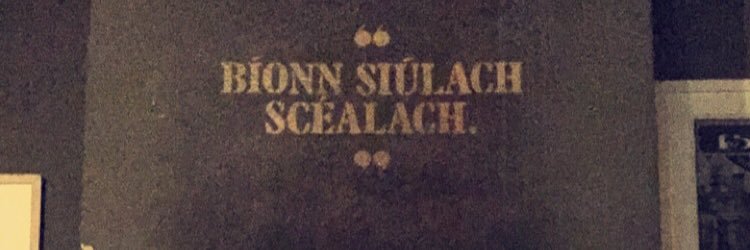 ❝
BÍONN SIÚLACH
SCÉALACH.
❞